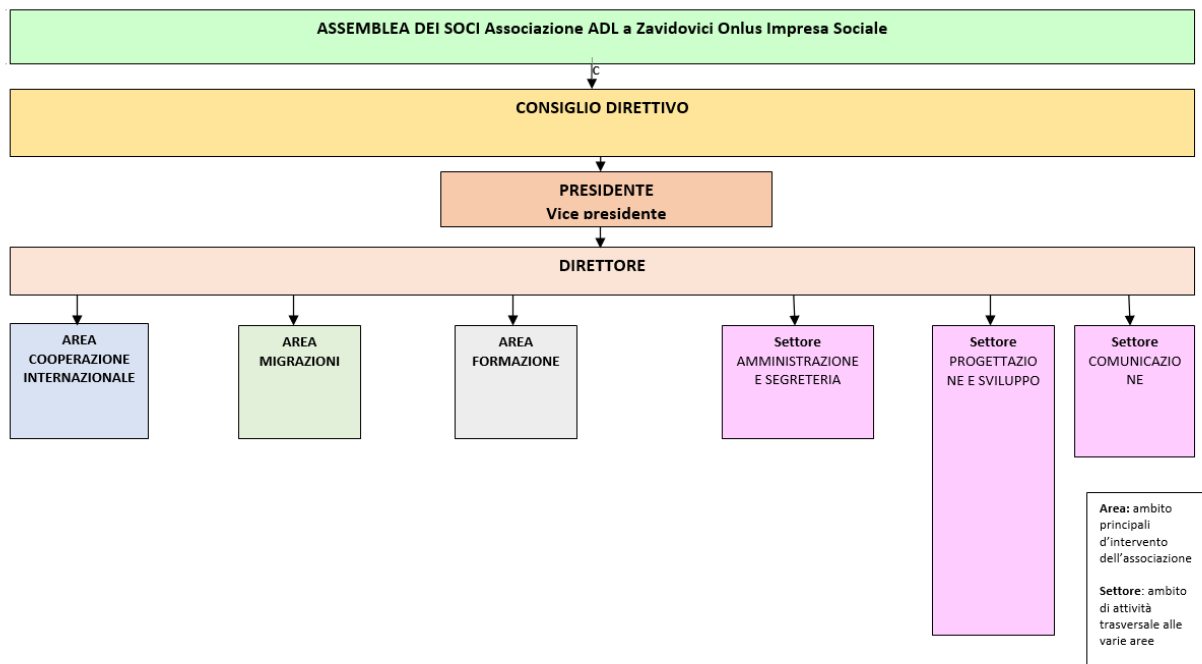 ASSEMBLEA DEI SOCI Associazione ADL a Zavidovici Onlus Impresa Sociale
C
CONSIGLIO DIRETTIVO
PRESIDENTE
Vice presidente
DIRETTORE
AREA
COOPERAZIONE
INTERNAZIONALE
AREA
MIGRAZIONI
AREA
FORMAZIONE
Settore
AMMINISTRAZIONE
E SEGRETERIA
Settore
PROGETTAZIO
NE E SVILUPPO
Settore
COMUNICAZIO
NE
Area: ambito
principali
d'intervento
dell'associazione
Settore: ambito
di attività
trasversale alle
varie aree